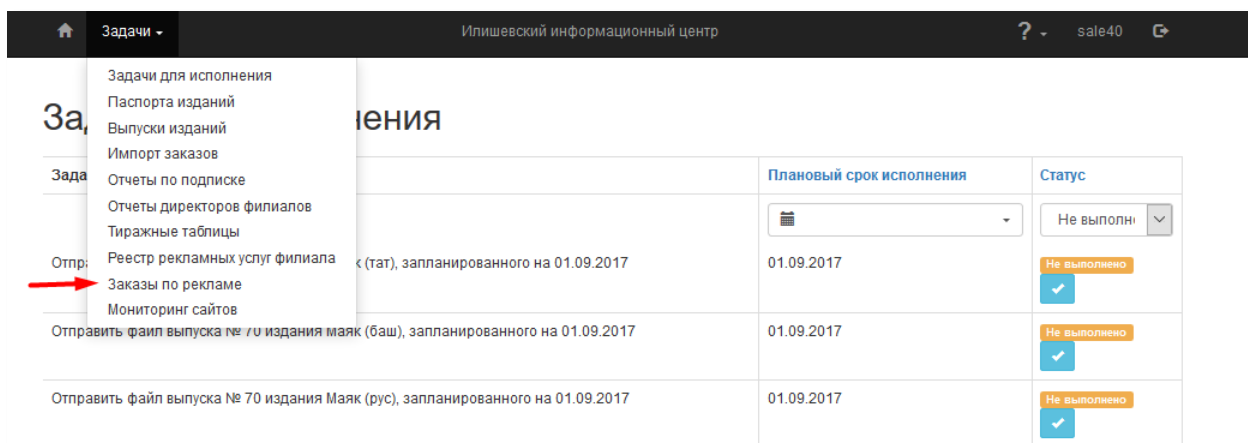 Задачи Илишевский информационный центр ? sale40
Задачи для исполнения
Паспорта изданий
Выпуски изданий
Импорт заказов
Отчеты по подписке
Отчеты директоров филиалов
Тиражные таблицы
Реестр рекламных услуг филиала
Заказы по рекламе
Мониторинг сайтов
За нения
Зада Плановый срок исполнения Статус
Не выполн
Отпр (тат), запланированного на 01.09.2017 01.09.2017 Не выполнено
Отправить файл выпуска № 70 издания Маяк (баш), запланированного на 01.09.2017 01.09.2017 Не выполнено
Отправить файл выпуска № 70 издания Маяк (рус), запланированного на 01.09.2017 01.09.2017 Не выполнено